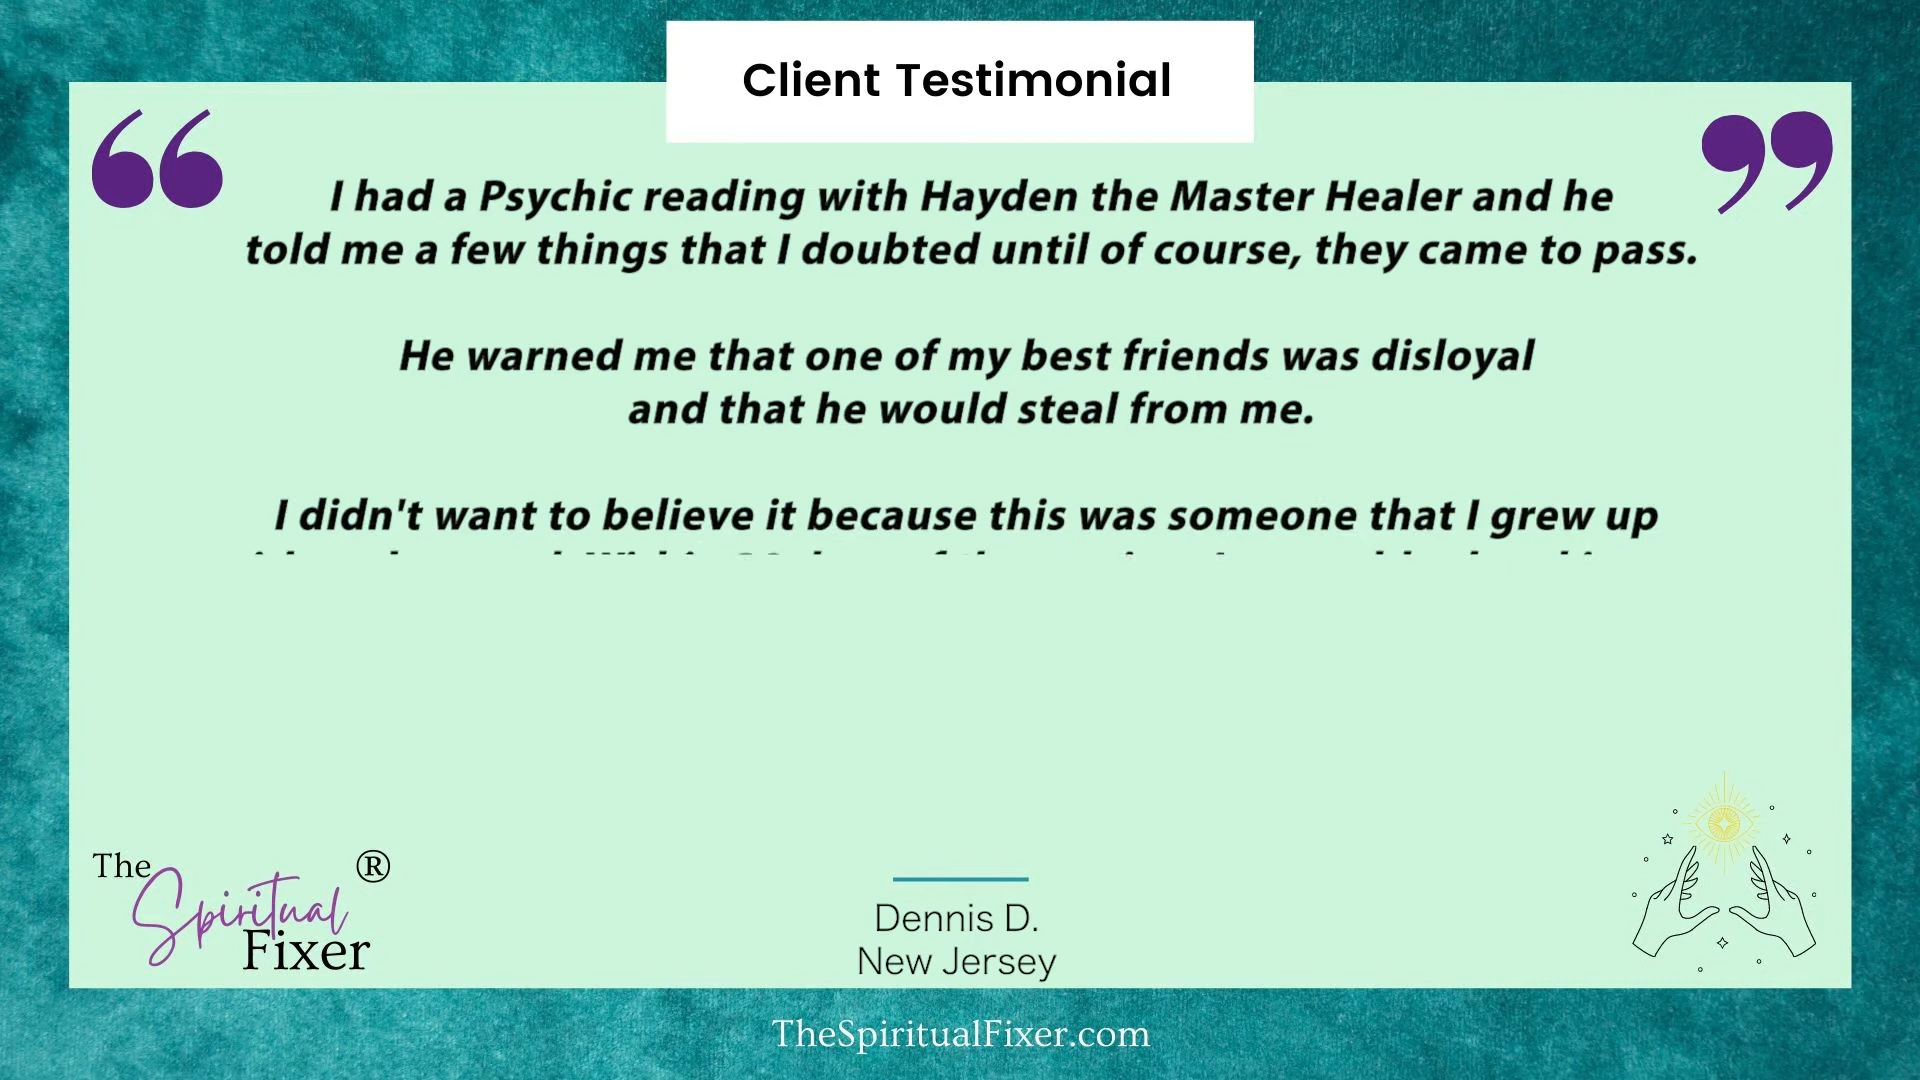 Client Testimonial
I had a Psychic reading with Hayden the Master Healer and he
told me a few things that I doubted until of course, they came to pass.
He warned me that one of my best friends was disloyal
and that he would steal from me.
I didn't want to believe it because this was someone that I grew up
The
Spiritual
Fixer
®
Dennis D.
New Jersey
TheSpiritualFixer.com